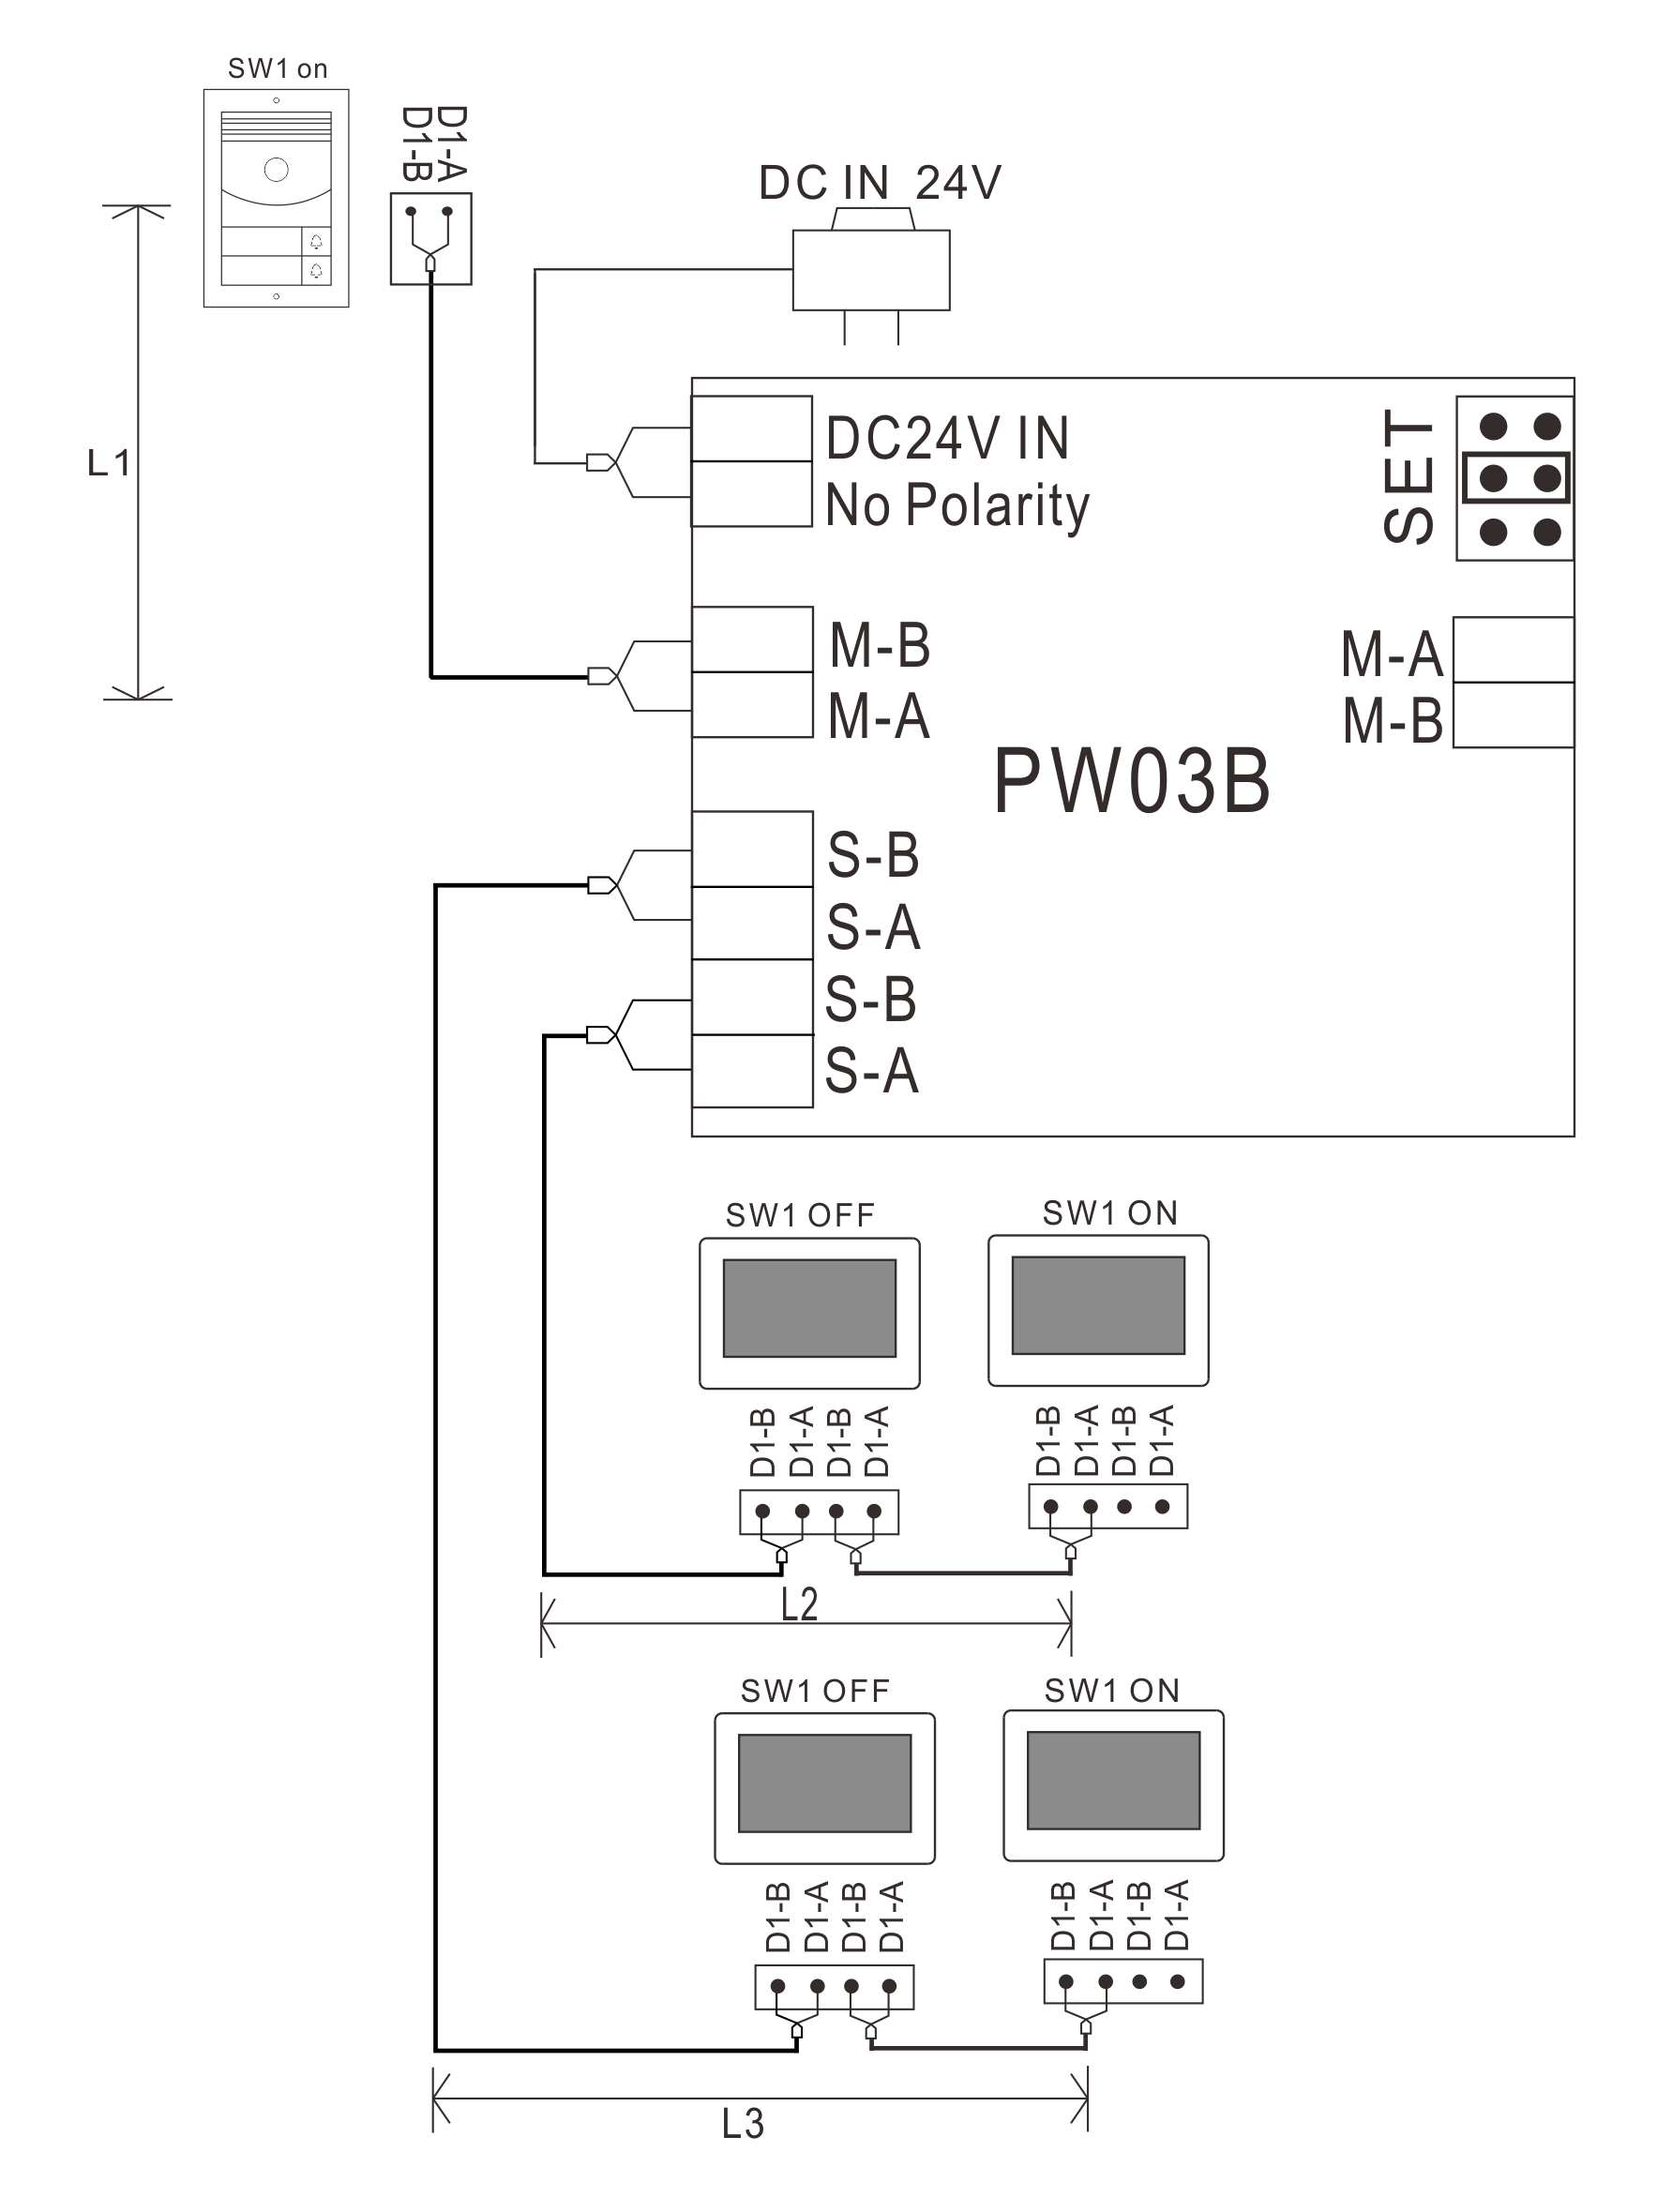 SW1 on
D1-A
D1-B
DC IN 24V
L1
DC24V IN
No Polarity
SET
M-B
M-A
M-A
M-B
PW03B
S-B
S-A
S-B
S-A
SW1 OFF
SW1 ON
D1-B
D1-A
D1-B
D1-A
D1-B
D1-A
D1-B
D1-A
L2
SW1 OFF
SW1 ON
D1-B
D1-A
D1-B
D1-A
D1-B
D1-A
D1-B
D1-A
L3